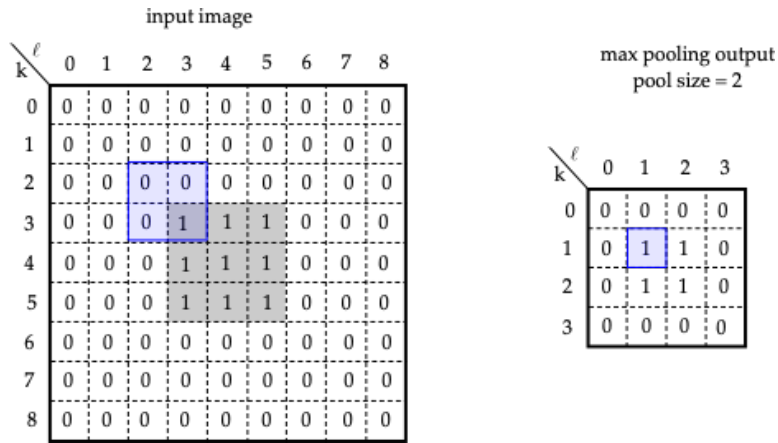 input image
ℓ
k 0 1 2 3 4 5 6 7 8
0 0 0 0 0 0 0 0 0 0
1 0 0 0 0 0 0 0 0 0
2 0 0 0 0 0 0 0 0 0
3 0 0 0 1 1 1 0 0 0
4 0 0 0 1 1 1 0 0 0
5 0 0 0 1 1 1 0 0 0
6 0 0 0 0 0 0 0 0 0
7 0 0 0 0 0 0 0 0 0
8 0 0 0 0 0 0 0 0 0
max pooling output
pool size = 2
ℓ
k 0 1 2 3
0 0 0 0 0
1 0 1 1 0
2 0 1 1 0
3 0 0 0 0